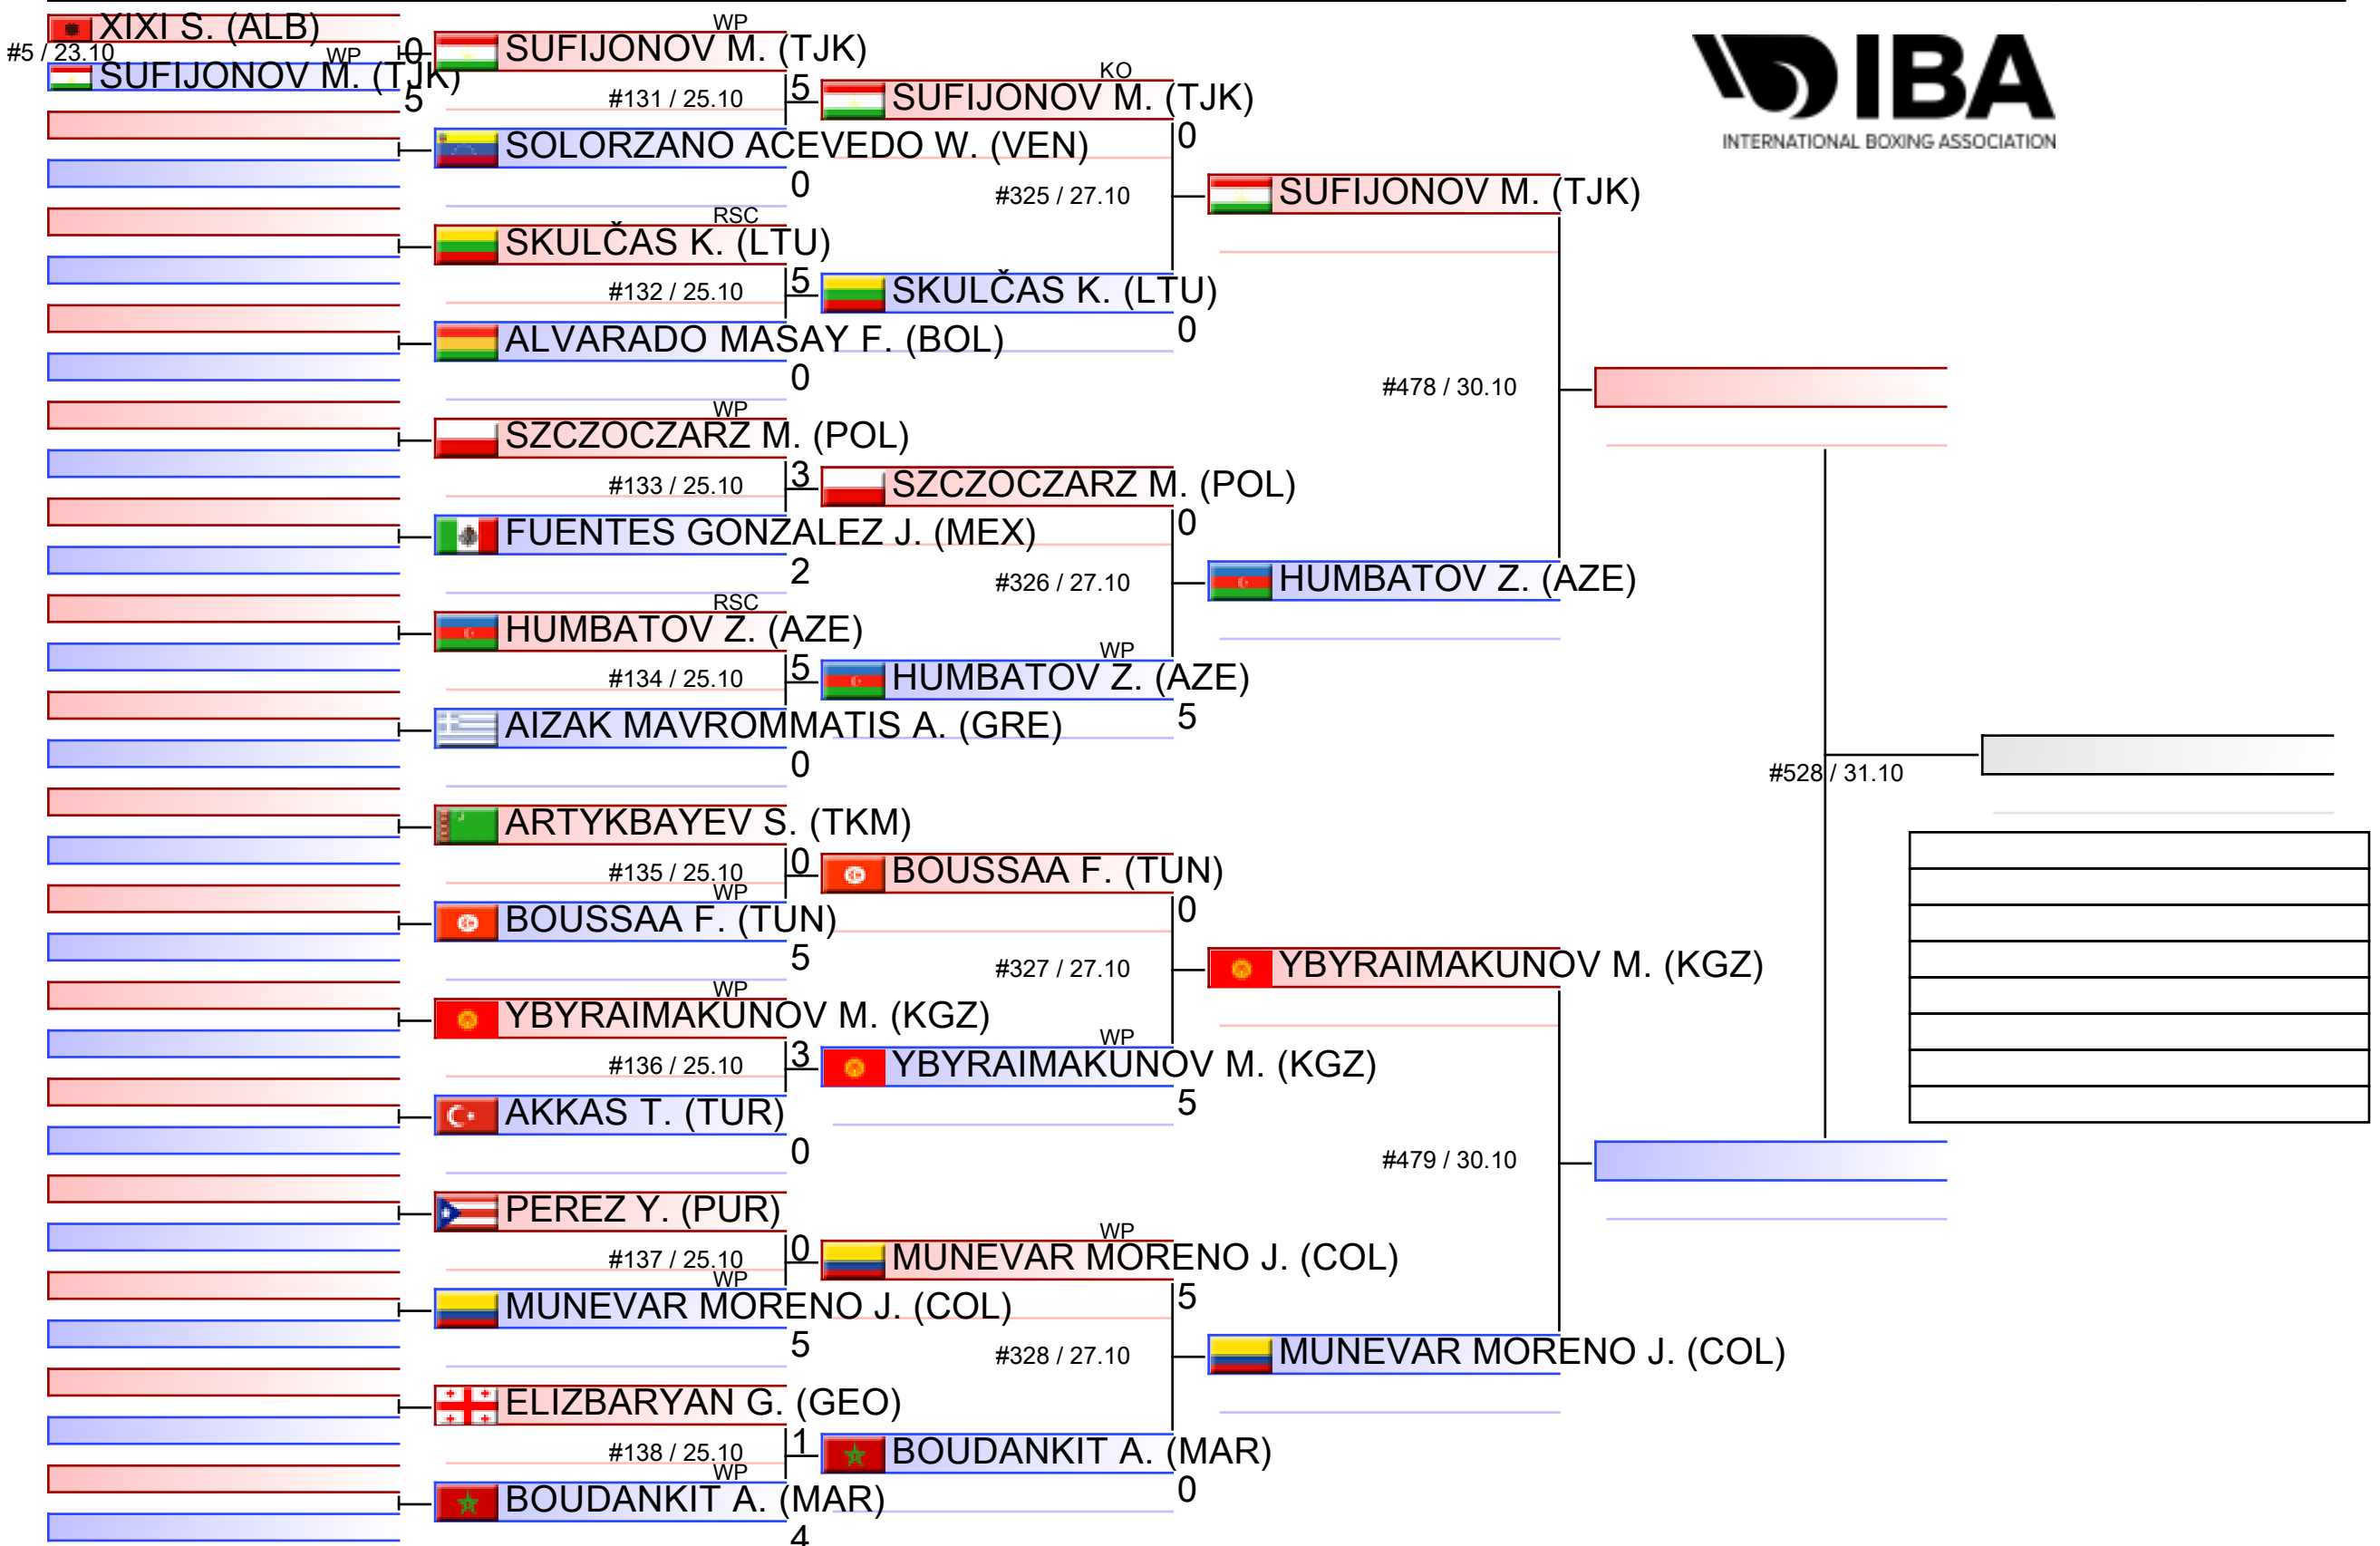 XIXI S. (ALB)
#5 / 23.10
WP
0
SUFIJONOV M. (TJK)
5
WP
SUFIJONOV M. (TJK)
5
#131 / 25.10
SOLORZANO ACEVEDO W. (VEN)
0
RSC
SKULČAS K. (LTU)
5
#132 / 25.10
ALVARADO MASAY F. (BOL)
0
WP
SZCZOCZARZ M. (POL)
3
#133 / 25.10
FUENTES GONZALEZ J. (MEX)
2
RSC
HUMBATOV Z. (AZE)
5
#134 / 25.10
AIZAK MAVROMMATIS A. (GRE)
0
ARTYKBAYEV S. (TKM)
0
#135 / 25.10
WP
BOUSSAA F. (TUN)
5
WP
YBYRAIMAKUNOV M. (KGZ)
3
#136 / 25.10
AKKAS T. (TUR)
0
PEREZ Y. (PUR)
0
#137 / 25.10
WP
MUNEVAR MORENO J. (COL)
5
ELIZBARYAN G. (GEO)
1
#138 / 25.10
WP
BOUDANKIT A. (MAR)
4
KO
SUFIJONOV M. (TJK)
0
#325 / 27.10
SKULČAS K. (LTU)
0
SZCZOCZARZ M. (POL)
0
#326 / 27.10
WP
HUMBATOV Z. (AZE)
5
BOUSSAA F. (TUN)
0
#327 / 27.10
WP
YBYRAIMAKUNOV M. (KGZ)
5
WP
MUNEVAR MORENO J. (COL)
5
#328 / 27.10
BOUDANKIT A. (MAR)
0
SUFIJONOV M. (TJK)
#478 / 30.10
HUMBATOV Z. (AZE)
YBYRAIMAKUNOV M. (KGZ)
#479 / 30.10
MUNEVAR MORENO J. (COL)
#528 / 31.10
IBA
INTERNATIONAL BOXING ASSOCIATION